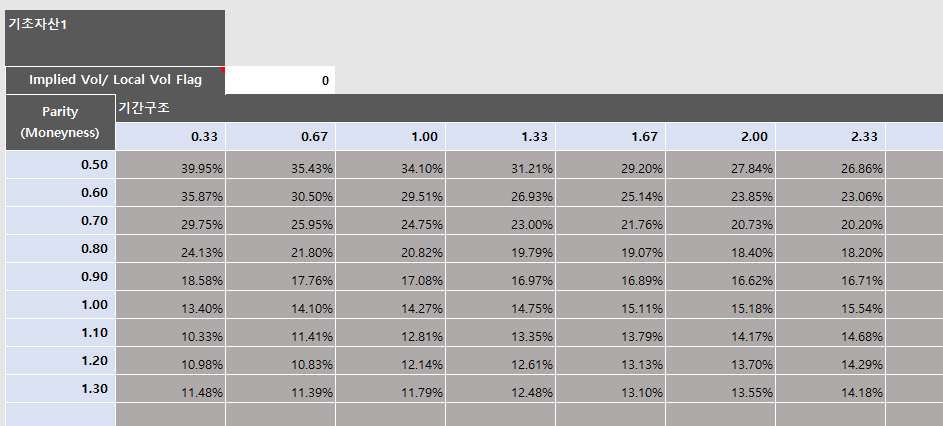 기초자산1
Implied Vol/ Local Vol Flag 0
Parity (Moneyness) 기간구조
0.33 0.67 1.00 1.33 1.67 2.00 2.33
0.50 39.95% 35.43% 34.10% 31.21% 29.20% 27.84% 26.86%
0.60 35.87% 30.50% 29.51% 26.93% 25.14% 23.85% 23.06%
0.70 29.75% 25.95% 24.75% 23.00% 21.76% 20.73% 20.20%
0.80 24.13% 21.80% 20.82% 19.79% 19.07% 18.40% 18.20%
0.90 18.58% 17.76% 17.08% 16.97% 16.89% 16.62% 16.71%
1.00 13.40% 14.10% 14.27% 14.75% 15.11% 15.18% 15.54%
1.10 10.33% 11.41% 12.81% 13.35% 13.79% 14.17% 14.68%
1.20 10.98% 10.83% 12.14% 12.61% 13.13% 13.70% 14.29%
1.30 11.48% 11.39% 11.79% 12.48% 13.10% 13.55% 14.18%